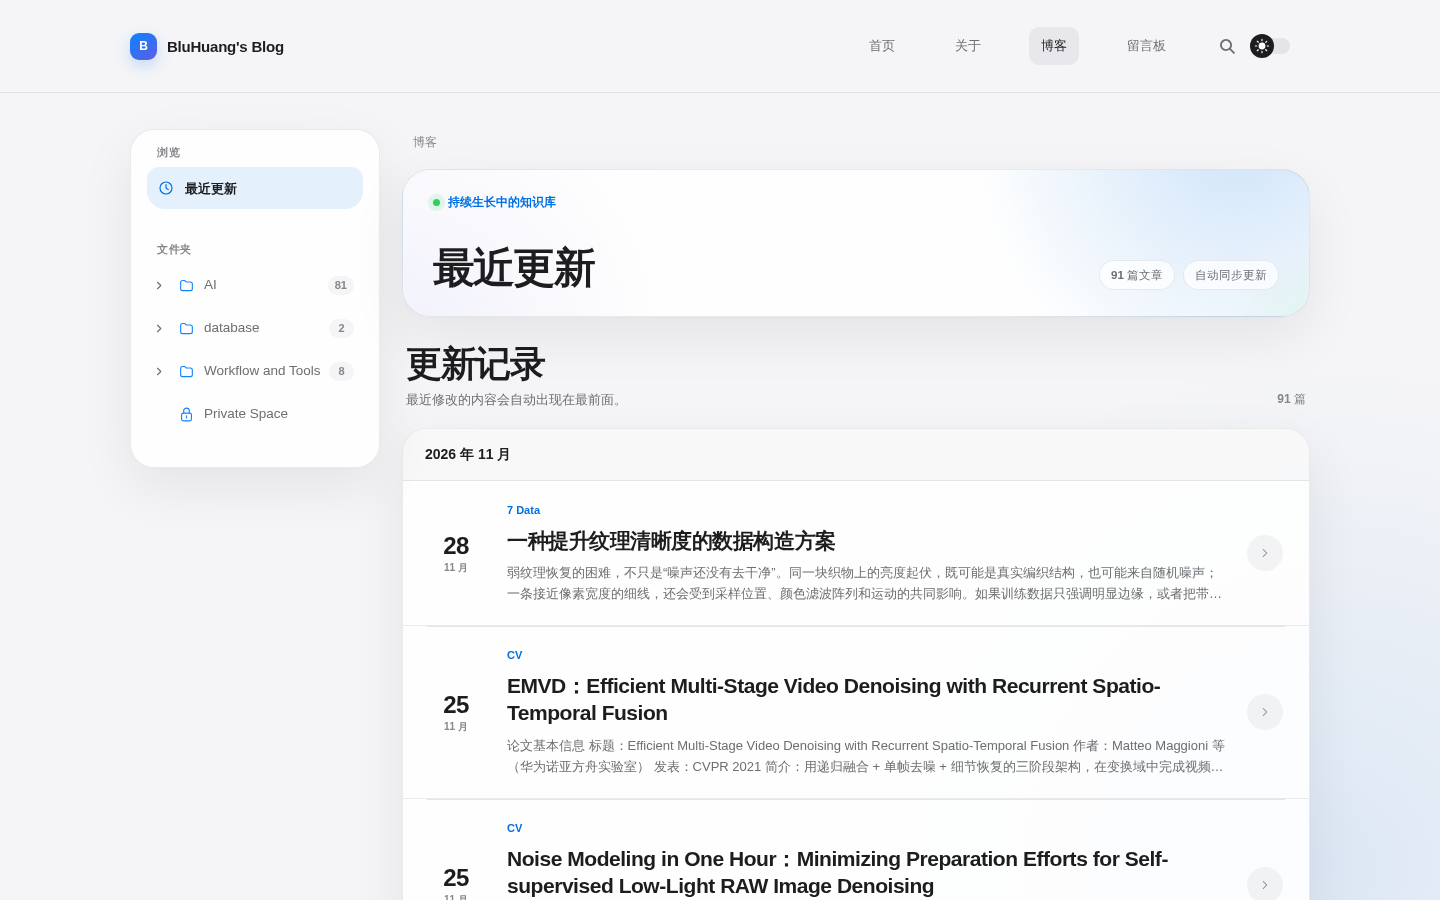 B BluHuang's Blog
首页 关于 博客 留言板
浏览
最近更新
文件夹
AI 81
database 2
Workflow and Tools 8
Private Space
博客
持续生长中的知识库
最近更新
91 篇文章 自动同步更新
更新记录
最近修改的内容会自动出现在最前面。
91 篇
2026 年 11 月
7 Data
28
11 月
一种提升纹理清晰度的数据构造方案
弱纹理恢复的困难，不只是“噪声还没有去干净”。同一块织物上的亮度起伏，既可能是真实编织结构，也可能来自随机噪声；
一条接近像素宽度的细线，还会受到采样位置、颜色滤波阵列和运动的共同影响。如果训练数据只强调明显边缘，或者把带…
CV
25
11 月
EMVD：Efficient Multi-Stage Video Denoising with Recurrent Spatio-
Temporal Fusion
论文基本信息 标题：Efficient Multi-Stage Video Denoising with Recurrent Spatio-Temporal Fusion 作者：Matteo Maggioni 等
（华为诺亚方舟实验室） 发表：CVPR 2021 简介：用递归融合 + 单帧去噪 + 细节恢复的三阶段架构，在变换域中完成视频…
CV
25
11 月
Noise Modeling in One Hour：Minimizing Preparation Efforts for Self-
supervised Low-Light RAW Image Denoising